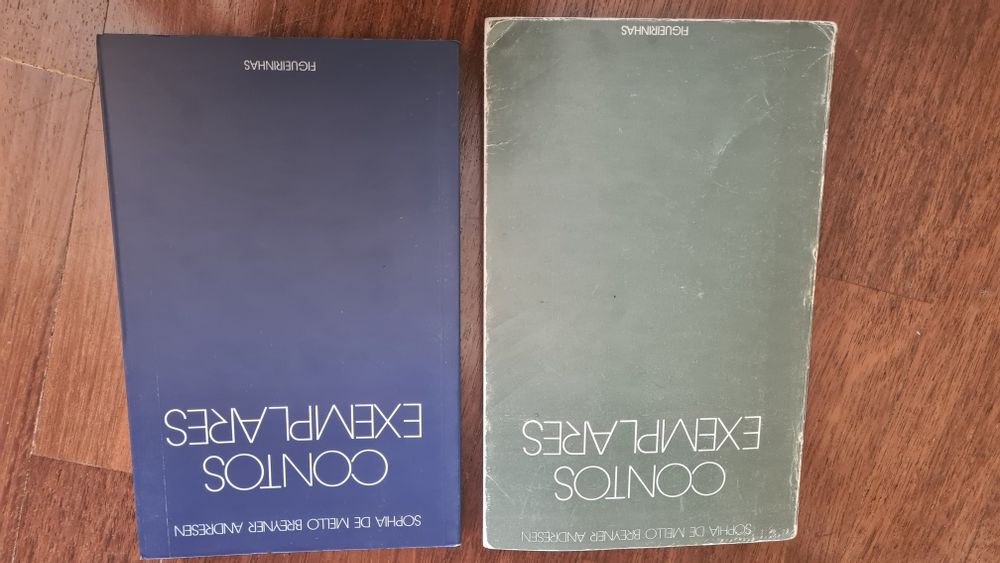 SOPHIA DE MELLO BREYNER ANDRESEN
CONTOS
EXEMPLARES
FIGUEIRINHAS
SOPHIA DE MELLO BREYNER ANDRESEN
CONTOS
EXEMPLARES
FIGUEIRINHAS